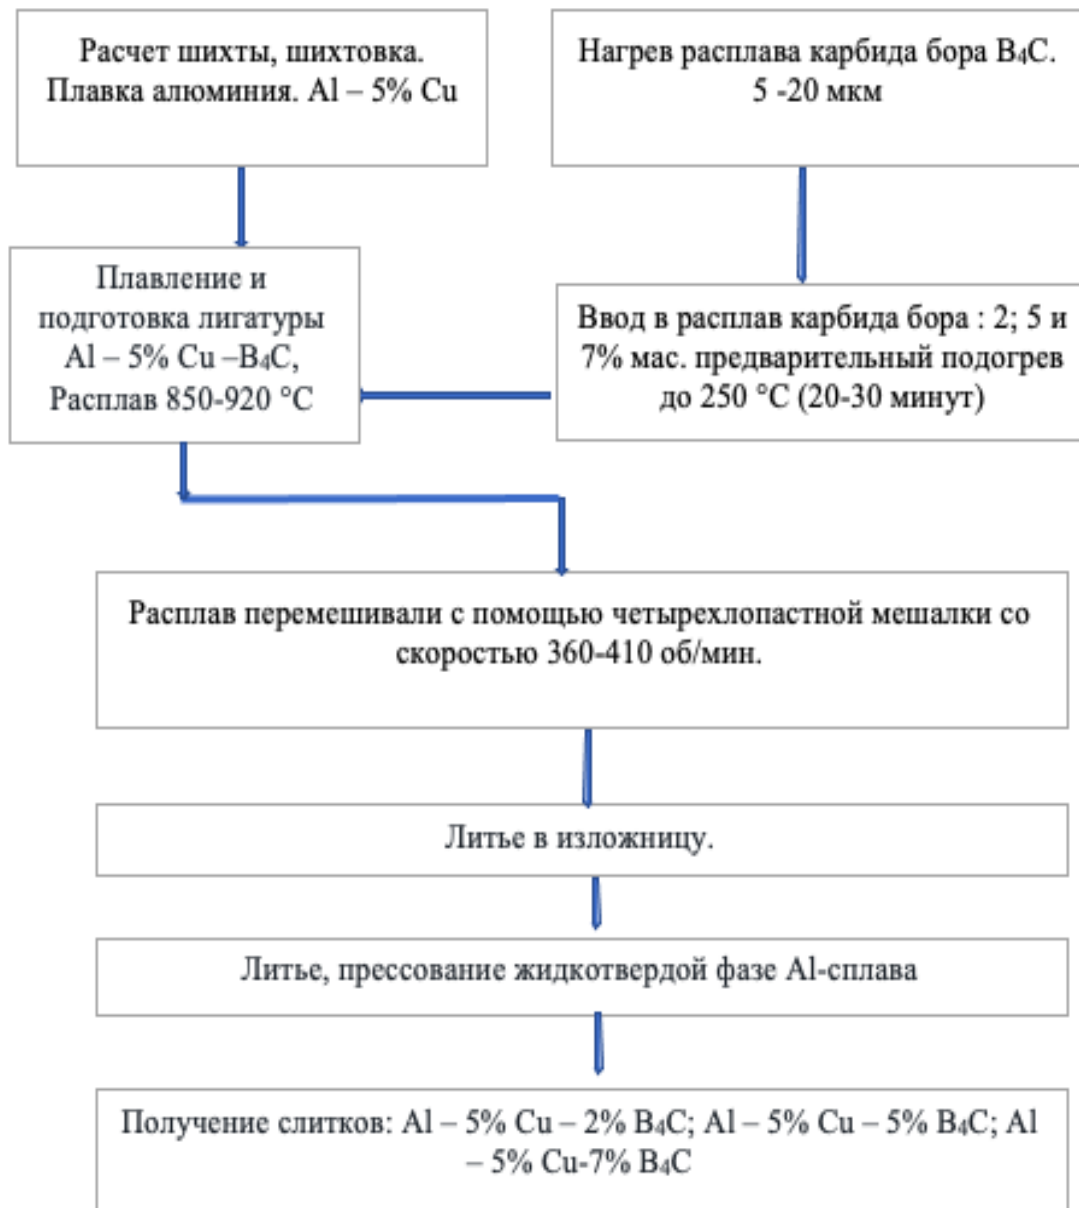 Расчет шихты, шихтовка.
Плавка алюминия. Al – 5% Cu
Нагрев расплава карбида бора B₄C.
5 -20 мкм
Плавление и
подготовка лигатуры
Al – 5% Cu –B₄C,
Расплав 850-920 °C
Ввод в расплав карбида бора : 2; 5 и
7% мас. предварительный подогрев
до 250 °C (20-30 минут)
Расплав перемешивали с помощью четырехлопастной мешалки со
скоростью 360-410 об/мин.
Литье в изложницу.
Литье, прессование жидкотвердой фазе Al-сплава
Получение слитков: Al – 5% Cu – 2% B₄C; Al – 5% Cu – 5% B₄C; Al
– 5% Cu-7% B₄C